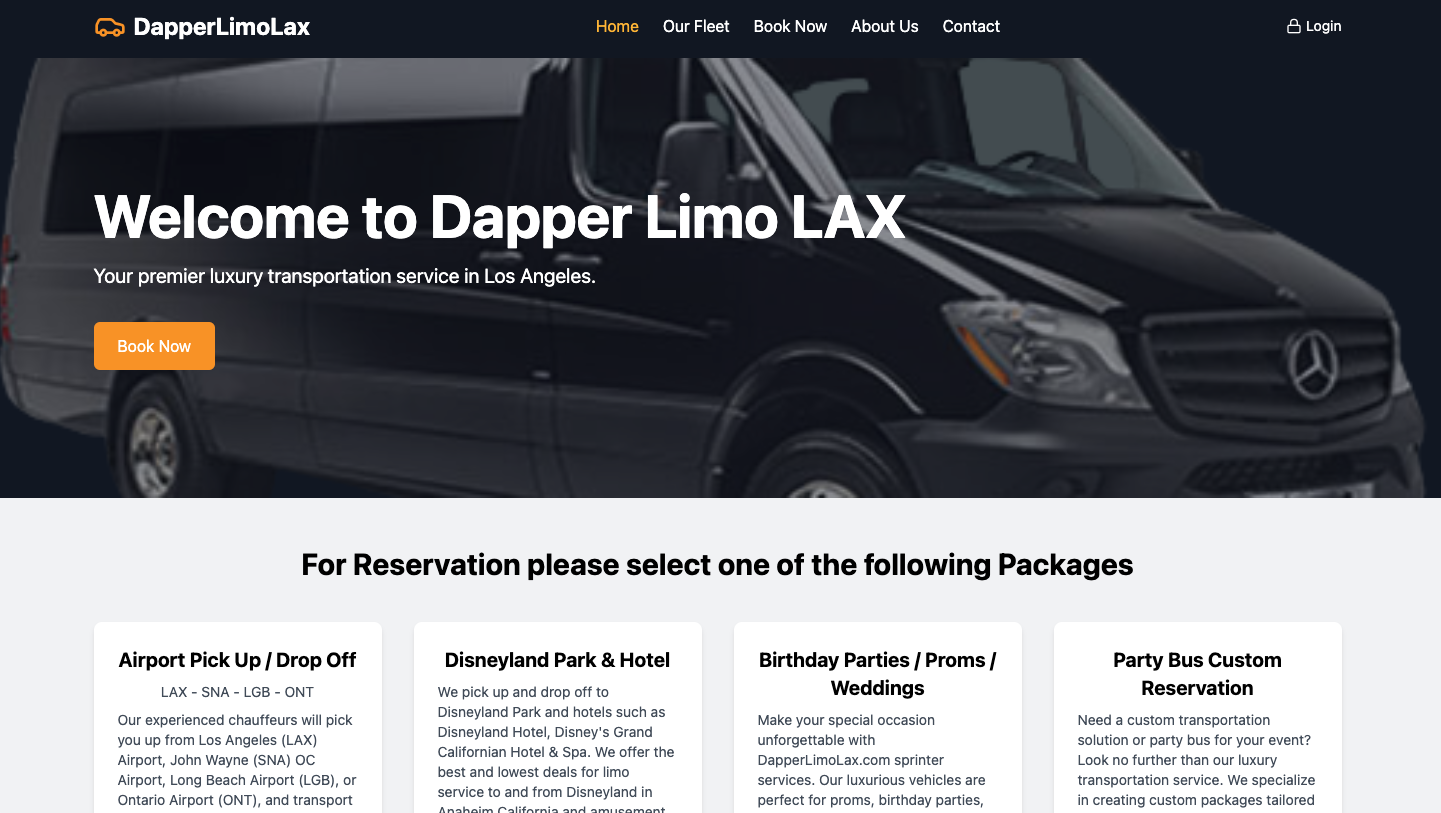 DapperLimoLax
Home Our Fleet Book Now About Us Contact
Login
Welcome to Dapper Limo LAX
Your premier luxury transportation service in Los Angeles.
Book Now
For Reservation please select one of the following Packages
Airport Pick Up / Drop Off
LAX - SNA - LGB - ONT
Our experienced chauffeurs will pick
you up from Los Angeles (LAX)
Airport, John Wayne (SNA) OC
Airport, Long Beach Airport (LGB), or
Ontario Airport (ONT), and transport
Disneyland Park & Hotel
We pick up and drop off to
Disneyland Park and hotels such as
Disneyland Hotel, Disney's Grand
Californian Hotel & Spa. We offer the
best and lowest deals for limo
service to and from Disneyland in
Anaheim California and amusement
Birthday Parties / Proms /
Weddings
Make your special occasion
unforgettable with
DapperLimoLax.com sprinter
services. Our luxurious vehicles are
perfect for proms, birthday parties,
Party Bus Custom
Reservation
Need a custom transportation
solution or party bus for your event?
Look no further than our luxury
transportation service. We specialize
in creating custom packages tailored